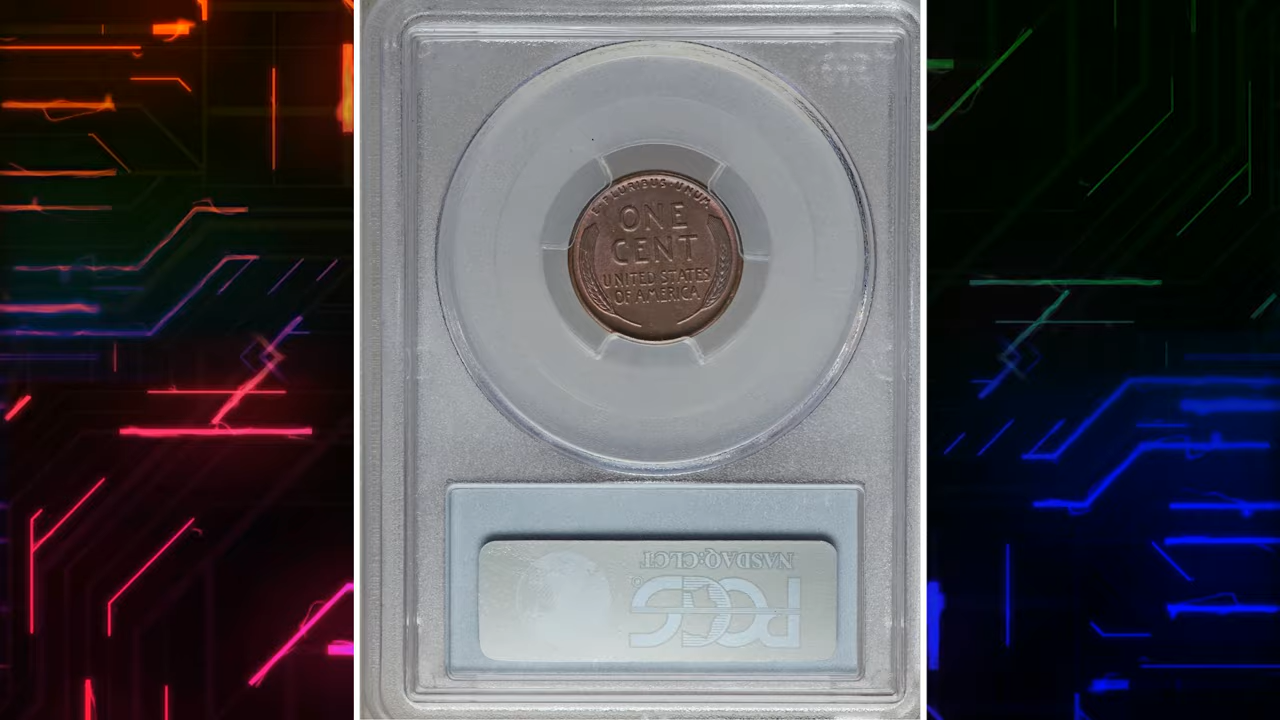 E·PLURIBUS·UNUM
ONE
CENT
UNITED STATES
OF AMERICA
NASDAQ:CLCT
PCGS